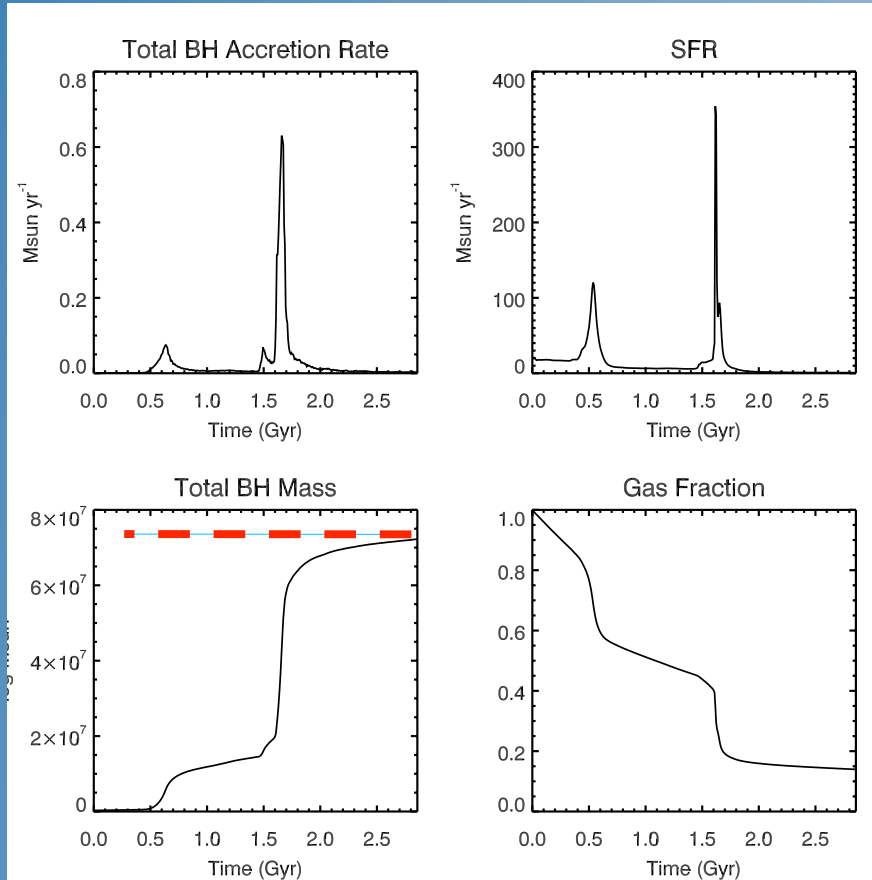 Total BH Accretion Rate
0.8
0.6
0.4
0.2
0.0
Msun yr⁻¹
0.0 0.5 1.0 1.5 2.0 2.5
Time (Gyr)
SFR
400
300
200
100
0
Msun yr⁻¹
0.0 0.5 1.0 1.5 2.0 2.5
Time (Gyr)
Total BH Mass
8×10⁷
6×10⁷
4×10⁷
2×10⁷
0
0.0 0.5 1.0 1.5 2.0 2.5
Time (Gyr)
Gas Fraction
1.0
0.8
0.6
0.4
0.2
0.0
0.0 0.5 1.0 1.5 2.0 2.5
Time (Gyr)